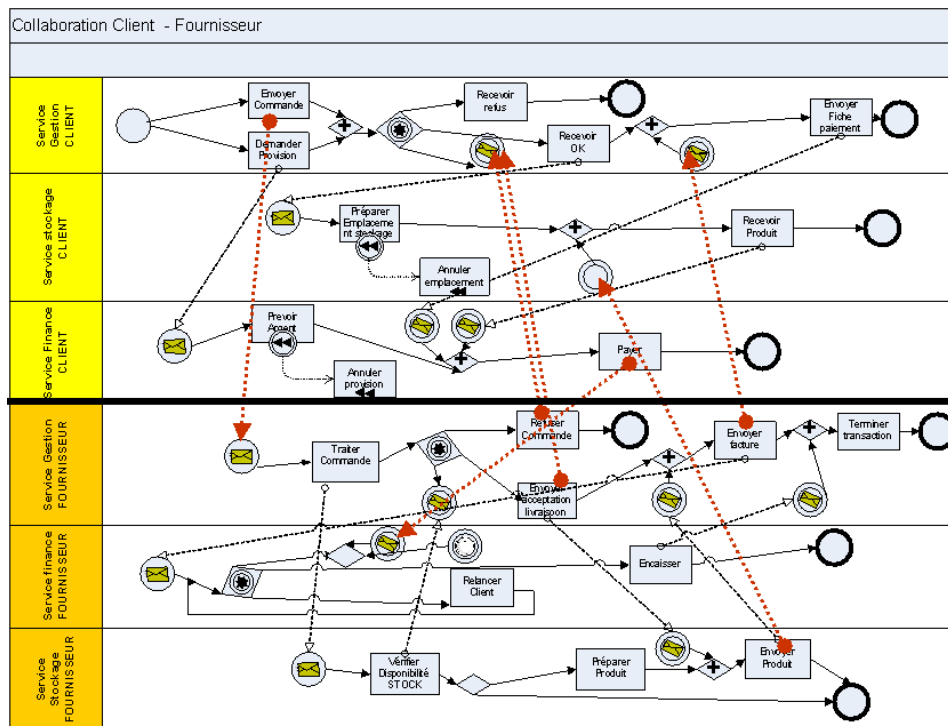 Collaboration Client - Fournisseur
Service
Gestion
CLIENT
Envoyer
Commande
Demander
Provision
Recevoir
refus
Recevoir
OK
Envoyer
Fiche
paiement
Service stockage
CLIENT
Préparer
Emplaceme
nt stockage
Annuler
emplacement
Recevoir
Produit
Service Finance
CLIENT
Prevoir
Argent
Annuler
provision
Payer
Service Gestion
FOURNISSEUR
Traiter
Commande
Refuser
Commande
Envoyer
acceptation
livraison
Envoyer
facture
Terminer
transaction
Service finance
FOURNISSEUR
Relancer
Client
Encaisser
Service
Stockage
FOURNISSEUR
Vérifier
Disponibilité
STOCK
Préparer
Produit
Envoyer
Produit